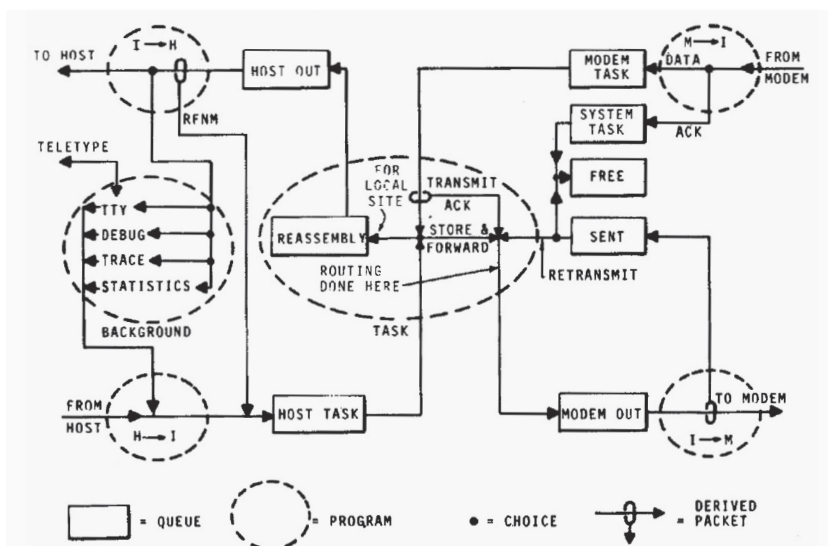 I → H
TO HOST
HOST OUT
RFNM
MODEM TASK
DATA
M → I
FROM MODEM
SYSTEM TASK
ACK
TELETYPE
FREE
TTY
DEBUG
TRACE
STATISTICS
BACKGROUND
FOR LOCAL SITE
TRANSMIT ACK
REASSEMBLY
STORE & FORWARD
SENT
ROUTING DONE HERE
RETRANSMIT
TASK
FROM HOST
H → I
HOST TASK
MODEM OUT
TO MODEM
I → M
= QUEUE
= PROGRAM
= CHOICE
= DERIVED PACKET